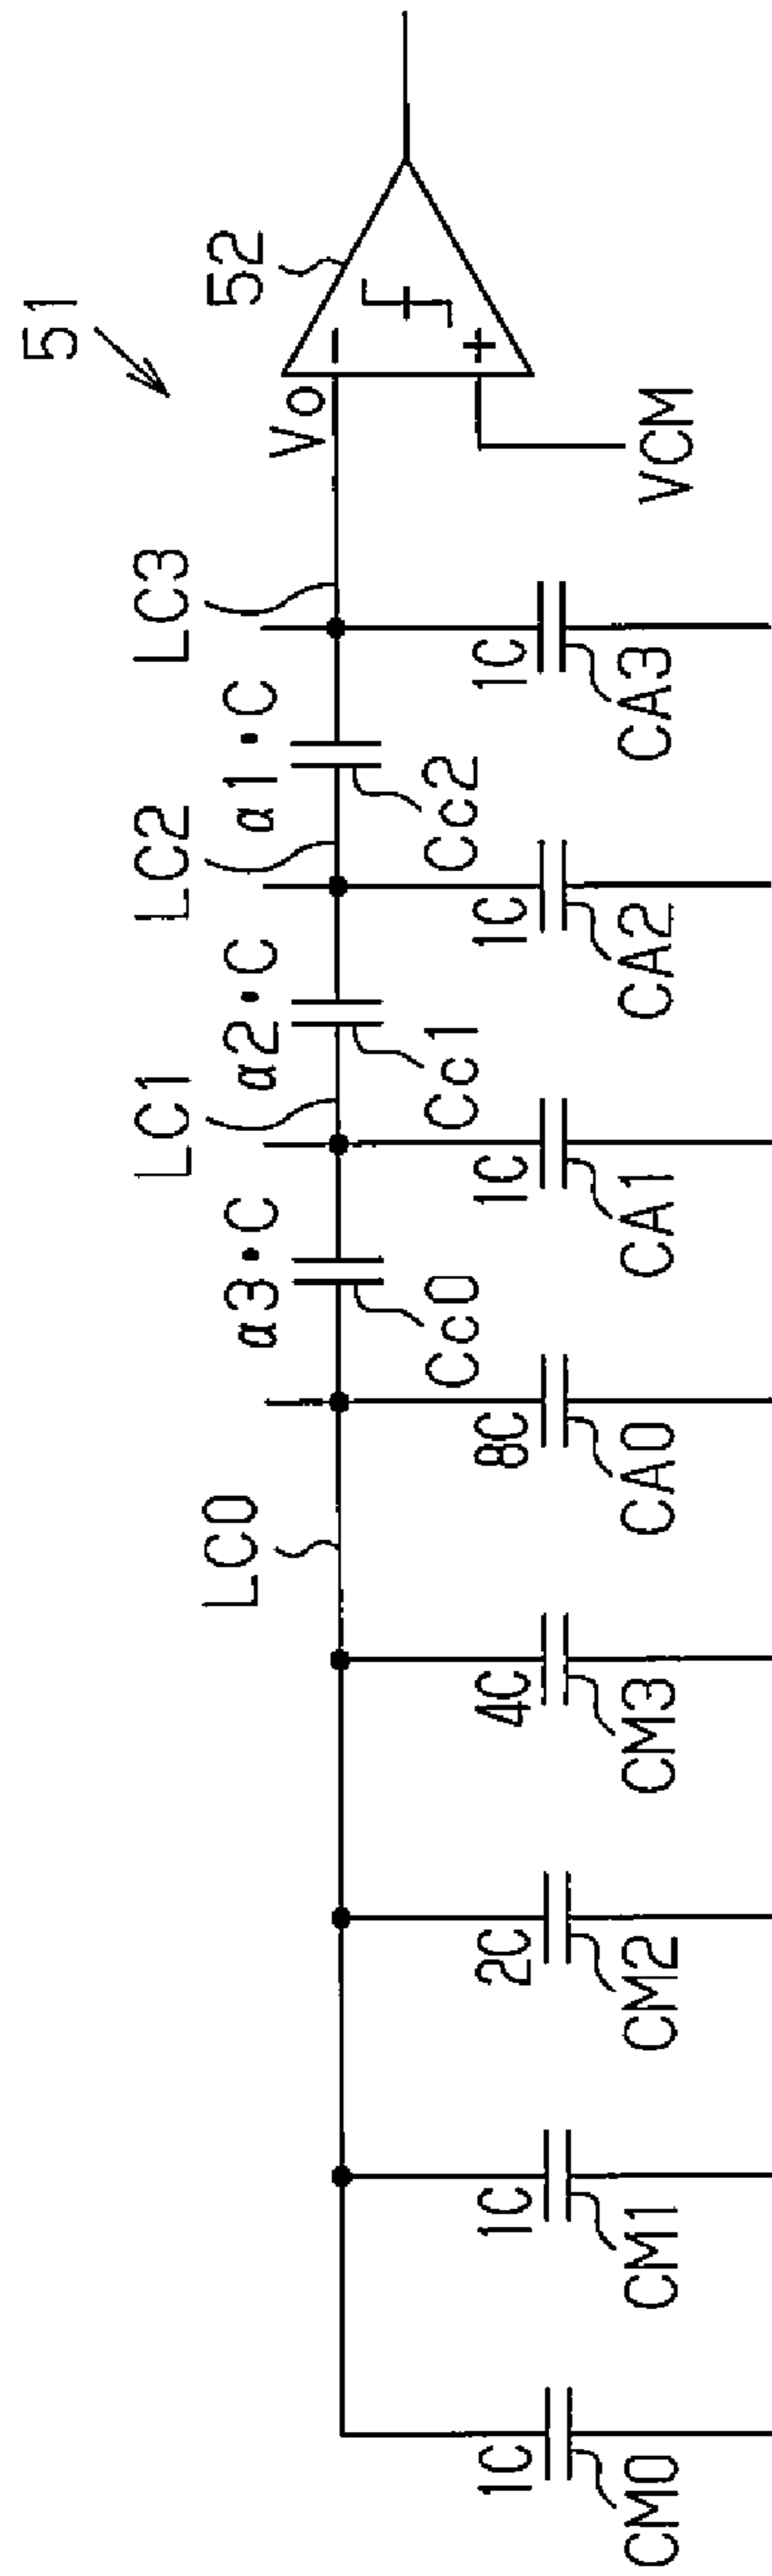 51
52
Vo
−
+
VCM
LC3
α1・C
Cc2
1C
CA3
LC2
α2・C
Cc1
1C
CA2
LC1
α3・C
Cc0
1C
CA1
LC0
8C
CA0
4C
CM3
2C
CM2
1C
CM1
1C
CM0